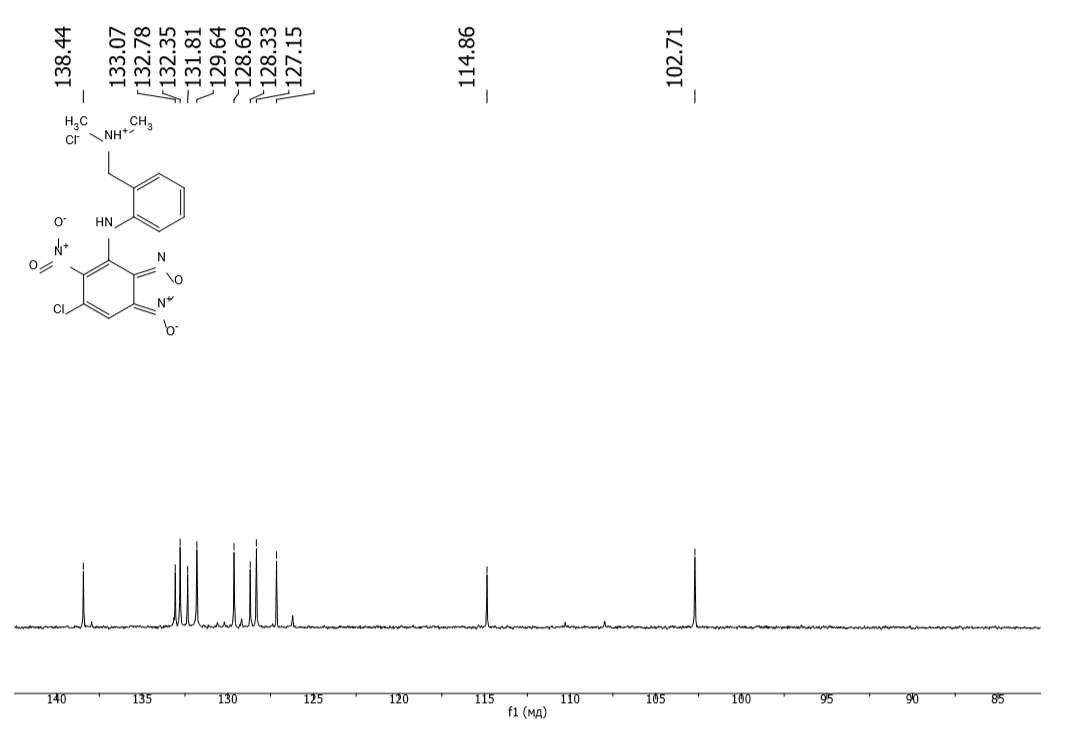 138.44
133.07
132.78
132.35
131.81
129.64
128.69
128.33
127.15
114.86
102.71
H3C CH3
Cl- NH+
O- HN
N+ N
O O
Cl N+
O-
140 135 130 125 120 115 110 105 100 95 90 85
f1 (мд)